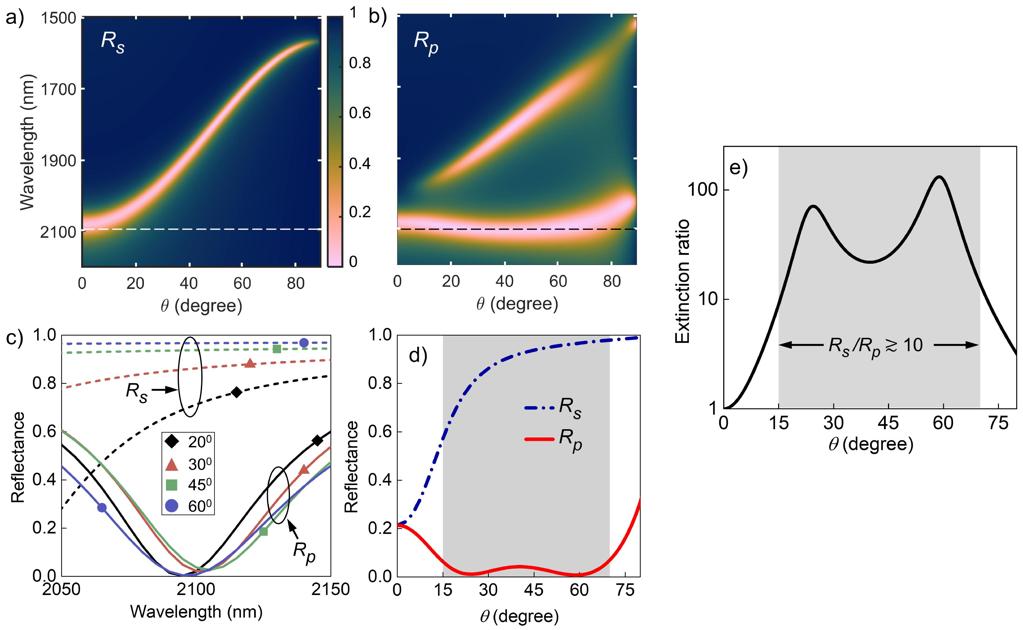 a)
R_s
1500
1700
1900
2100
Wavelength (nm)
0 20 40 60 80
θ (degree)
1
0.8
0.6
0.4
0.2
0
b)
R_p
0 20 40 60 80
θ (degree)
c)
1.0
0.8
0.6
0.4
0.2
0.0
Reflectance
R_s
20⁰
30⁰
45⁰
60⁰
R_p
2050 2100 2150
Wavelength (nm)
d)
1.0
0.8
0.6
0.4
0.2
0.0
Reflectance
R_s
R_p
0 15 30 45 60 75
θ (degree)
e)
100
10
1
Extinction ratio
R_s/R_p ≳ 10
0 15 30 45 60 75
θ (degree)